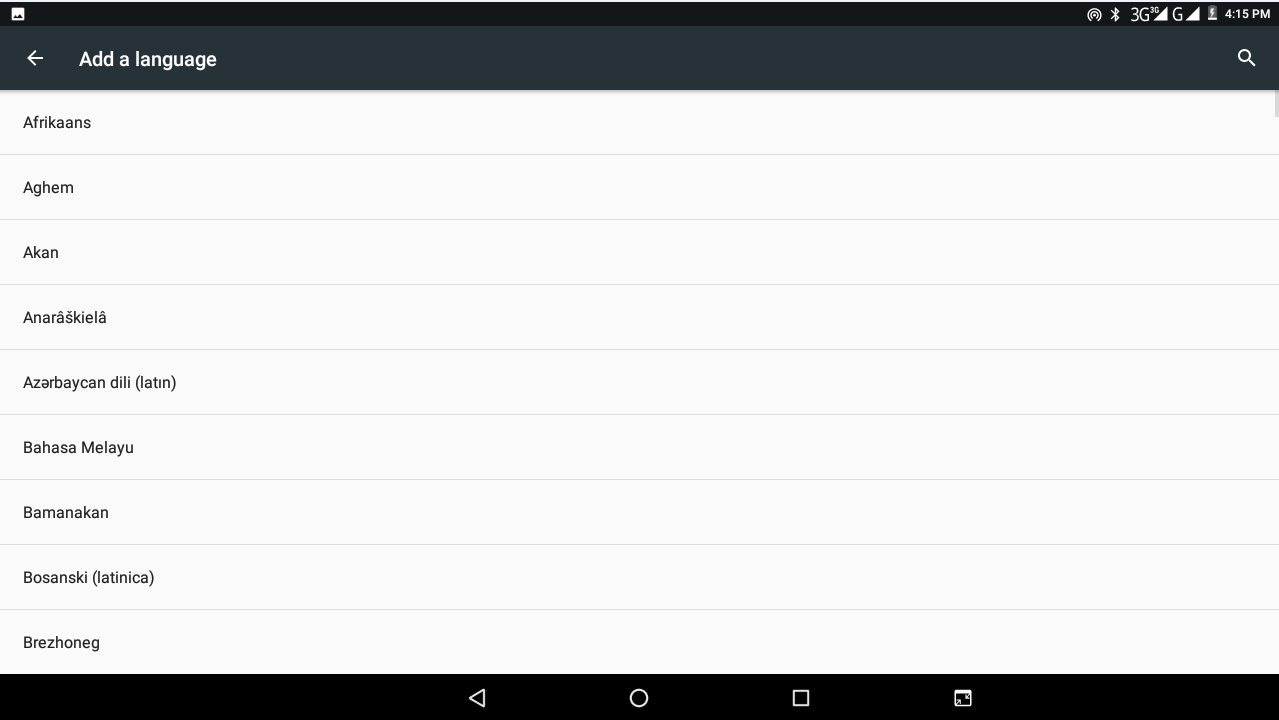 3G 3G G 4:15 PM
Add a language
Afrikaans
Aghem
Akan
Anarâškielâ
Azərbaycan dili (latın)
Bahasa Melayu
Bamanakan
Bosanski (latinica)
Brezhoneg